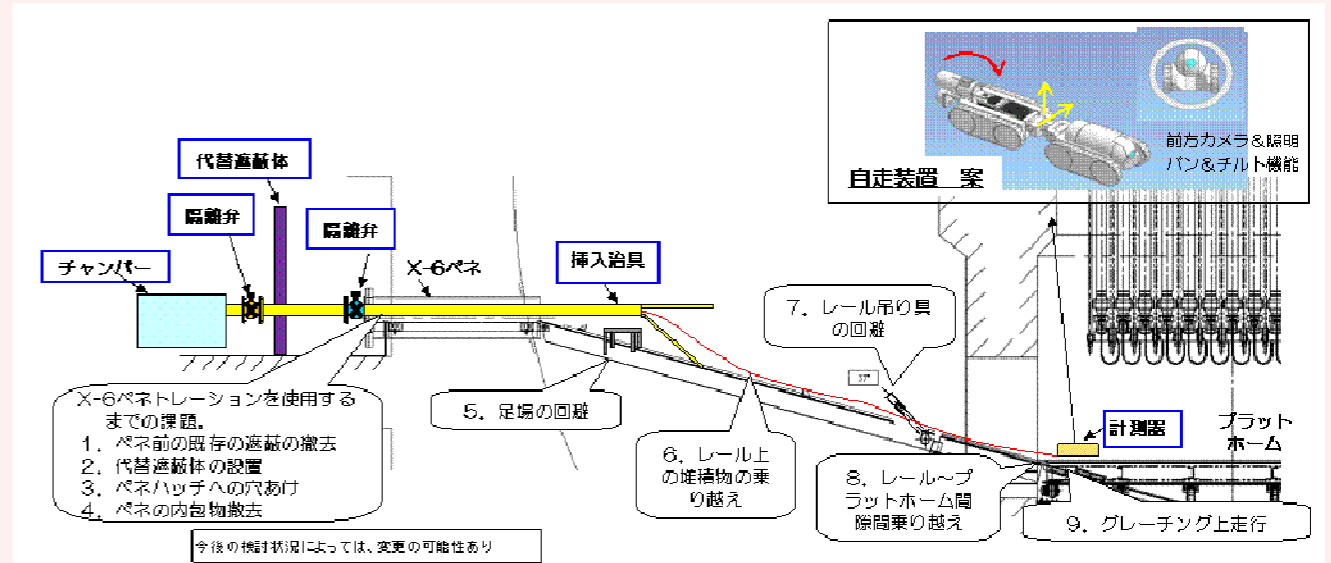 前方カメラ&照明
パン&チルト機能
自走装置 案
代替遮蔽体
隔離弁
隔離弁
チャンバー
X-6ペネ
挿入治具
7. レール吊り具
の回避
5. 足場の回避
6. レール上
の堆積物の乗
り越え
計測器
プラット
ホーム
8. レール~プ
ラットホーム間
隙間乗り越え
9. グレーチング上走行
X-6ペネトレーションを使用する
までの課題。
1. ペネ前の既存の遮蔽の撤去
2. 代替遮蔽体の設置
3. ペネハッチへの穴あけ
4. ペネの内包物撤去
今後の検討状況によっては、変更の可能性あり